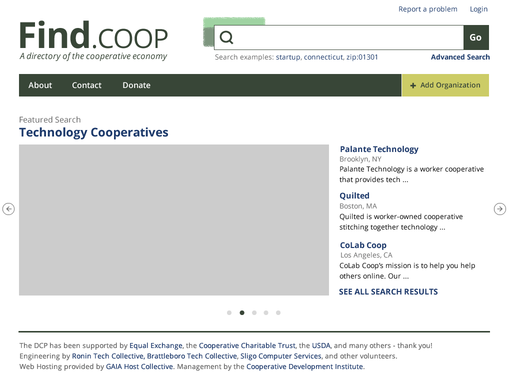 Report a problem Login
Find.COOP
A directory of the cooperative economy
Go
Search examples: startup, connecticut, zip:01301
Advanced Search
About Contact Donate
+ Add Organization
Featured Search
Technology Cooperatives
Palante Technology
Brooklyn, NY
Palante Technology is a worker cooperative
that provides tech ...
Quilted
Boston, MA
Quilted is worker-owned cooperative
stitching together technology ...
CoLab Coop
Los Angeles, CA
CoLab Coop's mission is to help you help
others online. Our ...
SEE ALL SEARCH RESULTS
The DCP has been supported by Equal Exchange, the Cooperative Charitable Trust, the USDA, and many others - thank you!
Engineering by Ronin Tech Collective, Brattleboro Tech Collective, Sligo Computer Services, and other volunteers.
Web Hosting provided by GAIA Host Collective. Management by the Cooperative Development Institute.